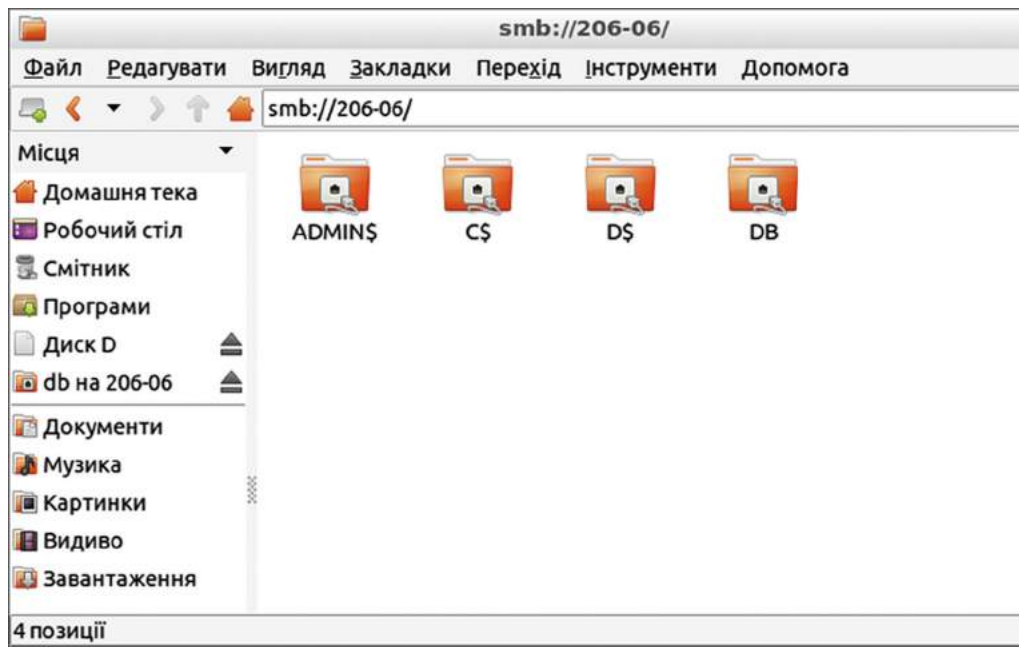 smb://206-06/
Файл Редагувати Вигляд Закладки Перехід Інструменти Допомога
smb://206-06/
Місця
Домашня тека
Робочий стіл
Смітник
Програми
Диск D
db на 206-06
Документи
Музика
Картинки
Видиво
Завантаження
ADMIN$ C$ D$ DB
4 позиції